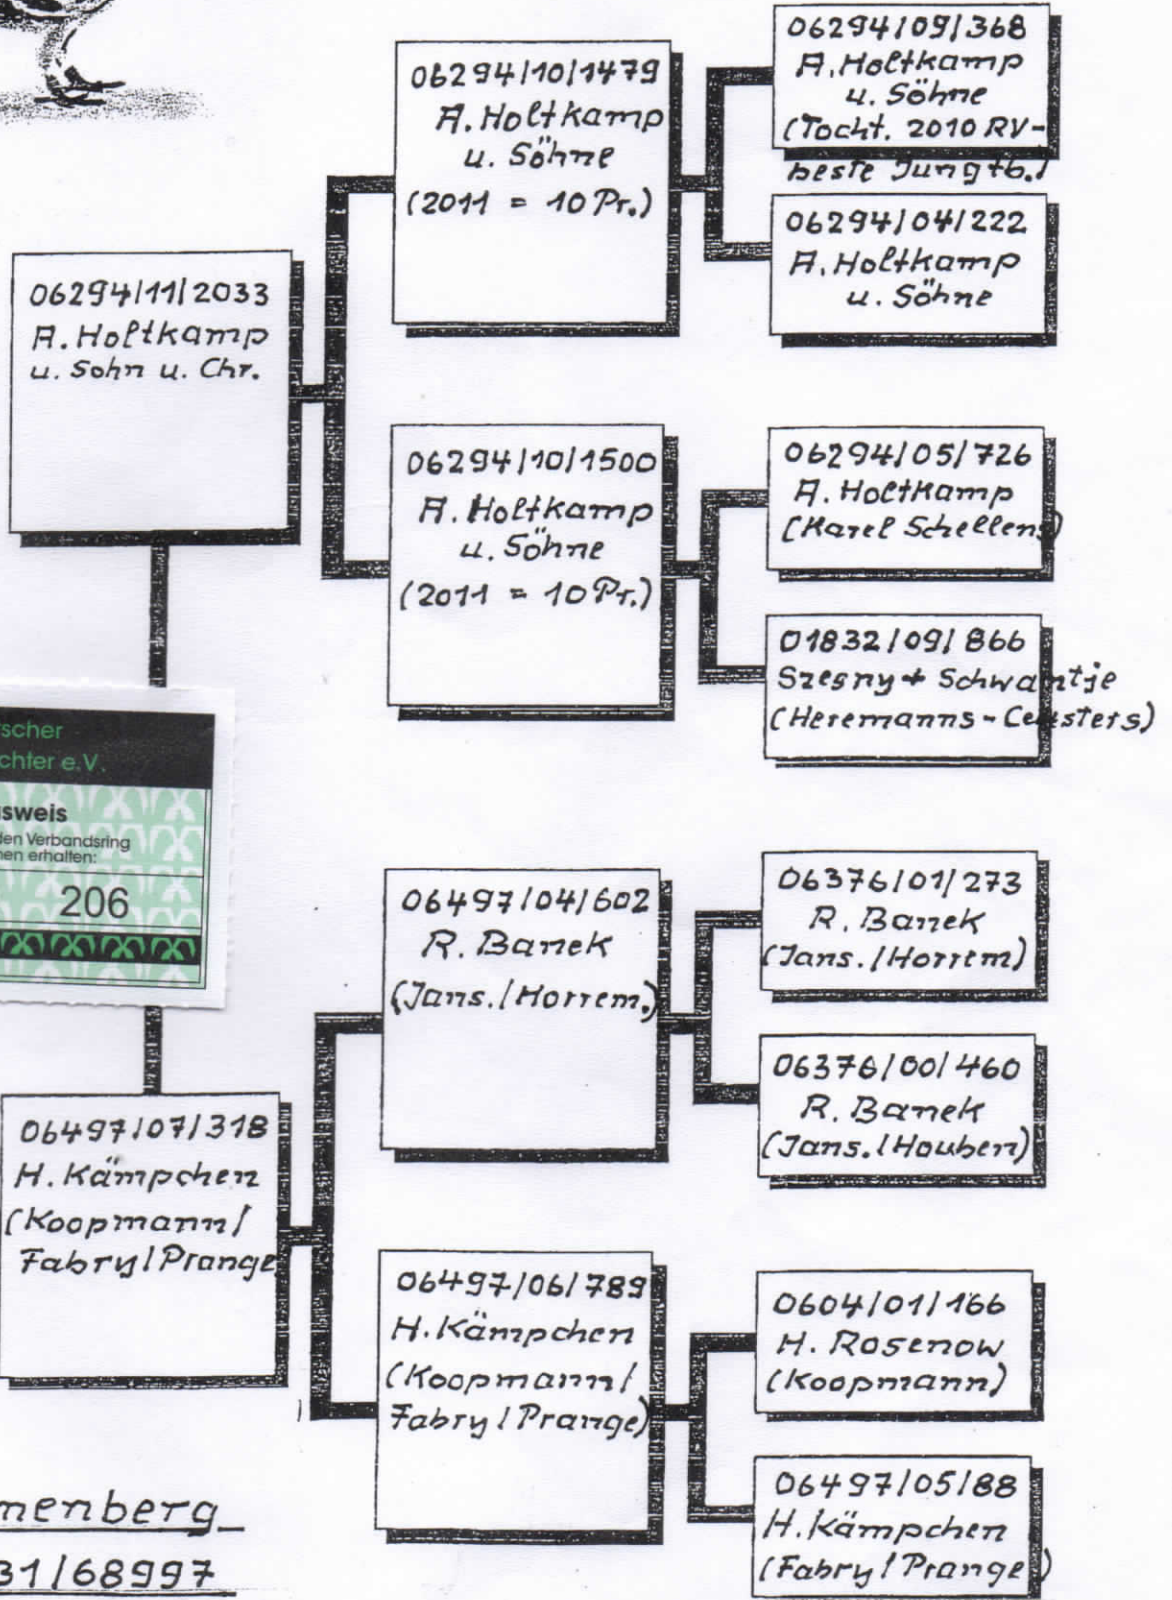 06294/11/2033
A. Holtkamp
u. Sohn u. Chr.
06294/10/1479
A. Holtkamp
u. Söhne
(2011 = 10 Pr.)
06294/09/368
A. Holtkamp
u. Söhne
(Tocht. 2010 RV-
beste Jungtb.)
06294/04/222
A. Holtkamp
u. Söhne
06294/10/1500
A. Holtkamp
u. Söhne
(2011 = 10 Pr.)
06294/05/726
A. Holtkamp
(Karel Schellens)
01832/09/866
Szesny + Schwantje
(Heremanns-Ceusters)
scher
chter e.V.
sweis
den Verbandsring
nen erhalten:
206
06497/07/318
H. Kämpchen
(Koopmann/
Fabry/Prange
06497/04/602
R. Banek
(Jans./Horrem.)
06376/01/273
R. Banek
(Jans./Horrem)
06376/00/460
R. Banek
(Jans./Houben)
06497/06/789
H. Kämpchen
(Koopmann/
Fabry/Prange)
0604/01/166
H. Rosenow
(Koopmann)
06497/05/88
H. Kämpchen
(Fabry/Prange)
menberg
31/68997